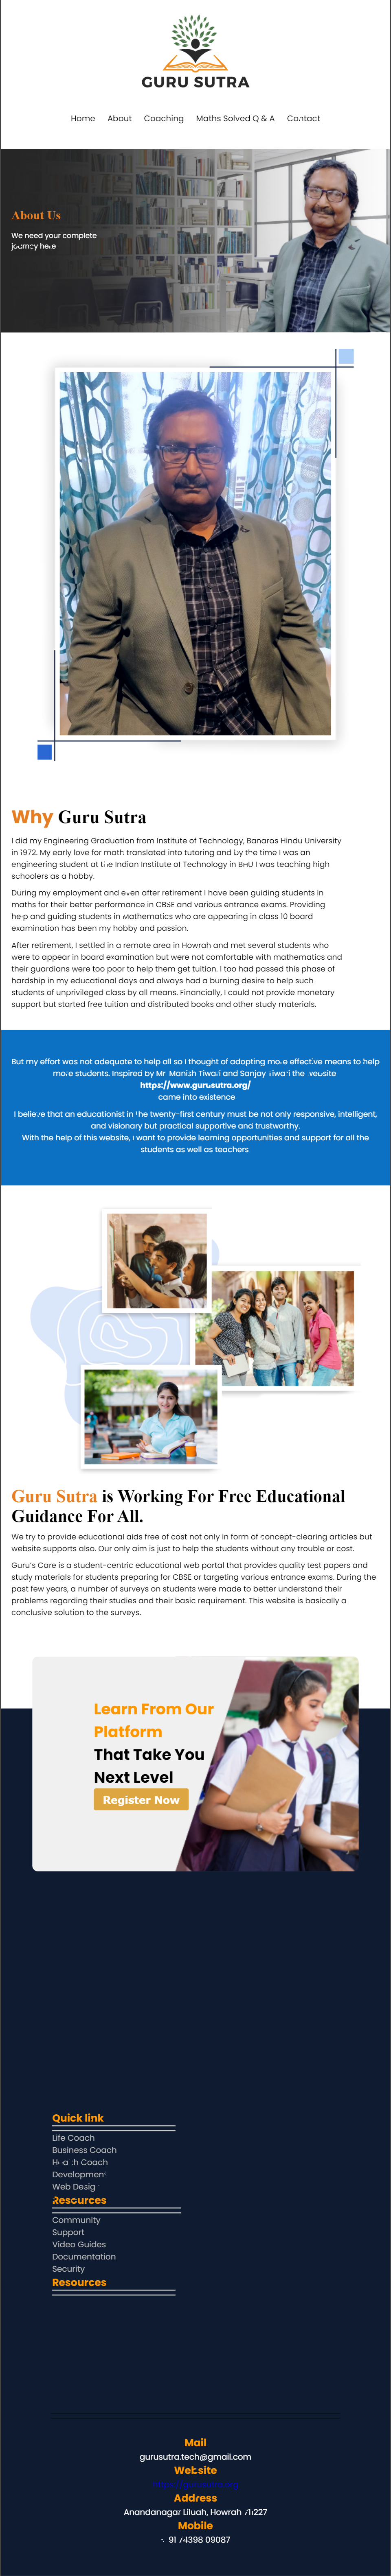 GURU SUTRA
Home About Coaching Maths Solved Q & A Contact
About Us
We need your complete
journey here
Why Guru Sutra
I did my Engineering Graduation from Institute of Technology, Banaras Hindu University
in 1972. My early love for math translated into tutoring and by the time I was an
engineering student at the Indian Institute of Technology in BHU I was teaching high
schoolers as a hobby.
During my employment and even after retirement I have been guiding students in
maths for their better performance in CBSE and various entrance exams. Providing
help and guiding students in Mathematics who are appearing in class 10 board
examination has been my hobby and passion.
After retirement, I settled in a remote area in Howrah and met several students who
were to appear in board examination but were not comfortable with mathematics and
their guardians were too poor to help them get tuition. I too had passed this phase of
hardship in my educational days and always had a burning desire to help such
students of unprivileged class by all means. Financially, I could not provide monetary
support but started free tuition and distributed books and other study materials.
But my effort was not adequate to help all so I thought of adopting more effective means to help
more students. Inspired by Mr Manish Tiwari and Sanjay Tiwari the website
https://www.gurusutra.org/
came into existence
I believe that an educationist in the twenty-first century must be not only responsive, intelligent,
and visionary but practical supportive and trustworthy.
With the help of this website, I want to provide learning opportunities and support for all the
students as well as teachers.
Guru Sutra is Working For Free Educational
Guidance For All.
We try to provide educational aids free of cost not only in form of concept-clearing articles but
website supports also. Our only aim is just to help the students without any trouble or cost.
Guru's Care is a student-centric educational web portal that provides quality test papers and
study materials for students preparing for CBSE or targeting various entrance exams. During the
past few years, a number of surveys on students were made to better understand their
problems regarding their studies and their basic requirement. This website is basically a
conclusive solution to the surveys.
Learn From Our
Platform
That Take You
Next Level
Register Now
Quick link
Life Coach
Business Coach
Health Coach
Development
Web Design
Resources
Community
Support
Video Guides
Documentation
Security
Resources
Mail
gurusutra.tech@gmail.com
Website
Address
Anandanagar Liluah, Howrah 711227
Mobile
91 74398 09087